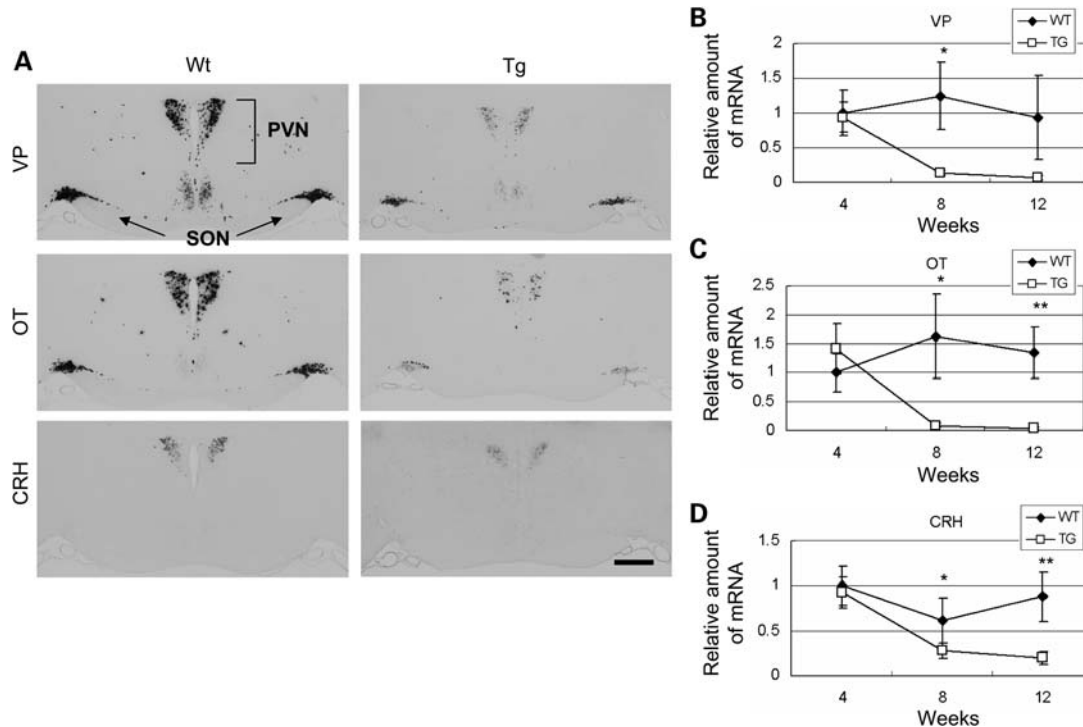 A
Wt
Tg
VP
PVN
SON
OT
CRH
B
VP
WT
TG
Relative amount
of mRNA
2
1.5
1
0.5
0
*
4
8
12
Weeks
C
OT
WT
TG
Relative amount
of mRNA
2.5
2
1.5
1
0.5
0
*
**
4
8
12
Weeks
D
CRH
WT
TG
Relative amount
of mRNA
1.5
1
0.5
0
*
**
4
8
12
Weeks